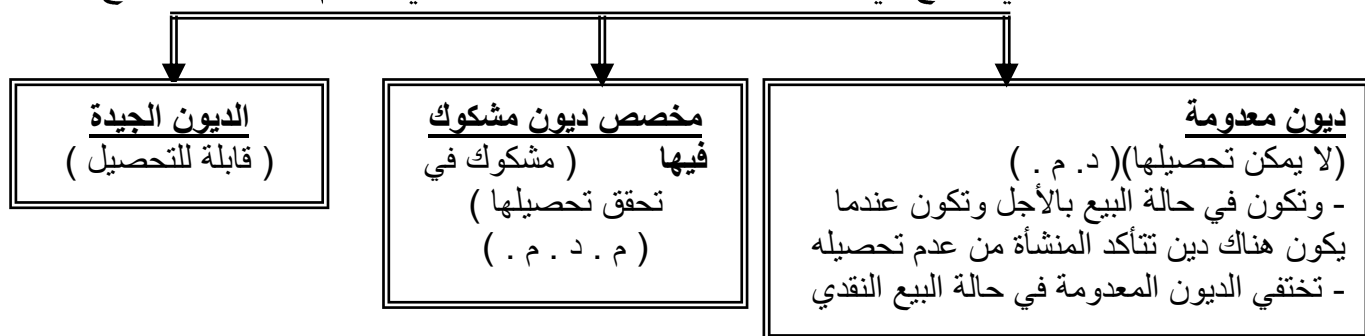 ديون معدومة
(لا يمكن تحصيلها)( د. م . )
- وتكون في حالة البيع بالأجل وتكون عندما
يكون هناك دين تتأكد المنشأة من عدم تحصيله
- تختفي الديون المعدومة في حالة البيع النقدي
مخصص ديون مشكوك
فيها ( مشكوك في
تحقق تحصيلها )
( م . د . م . )
الديون الجيدة
( قابلة للتحصيل )